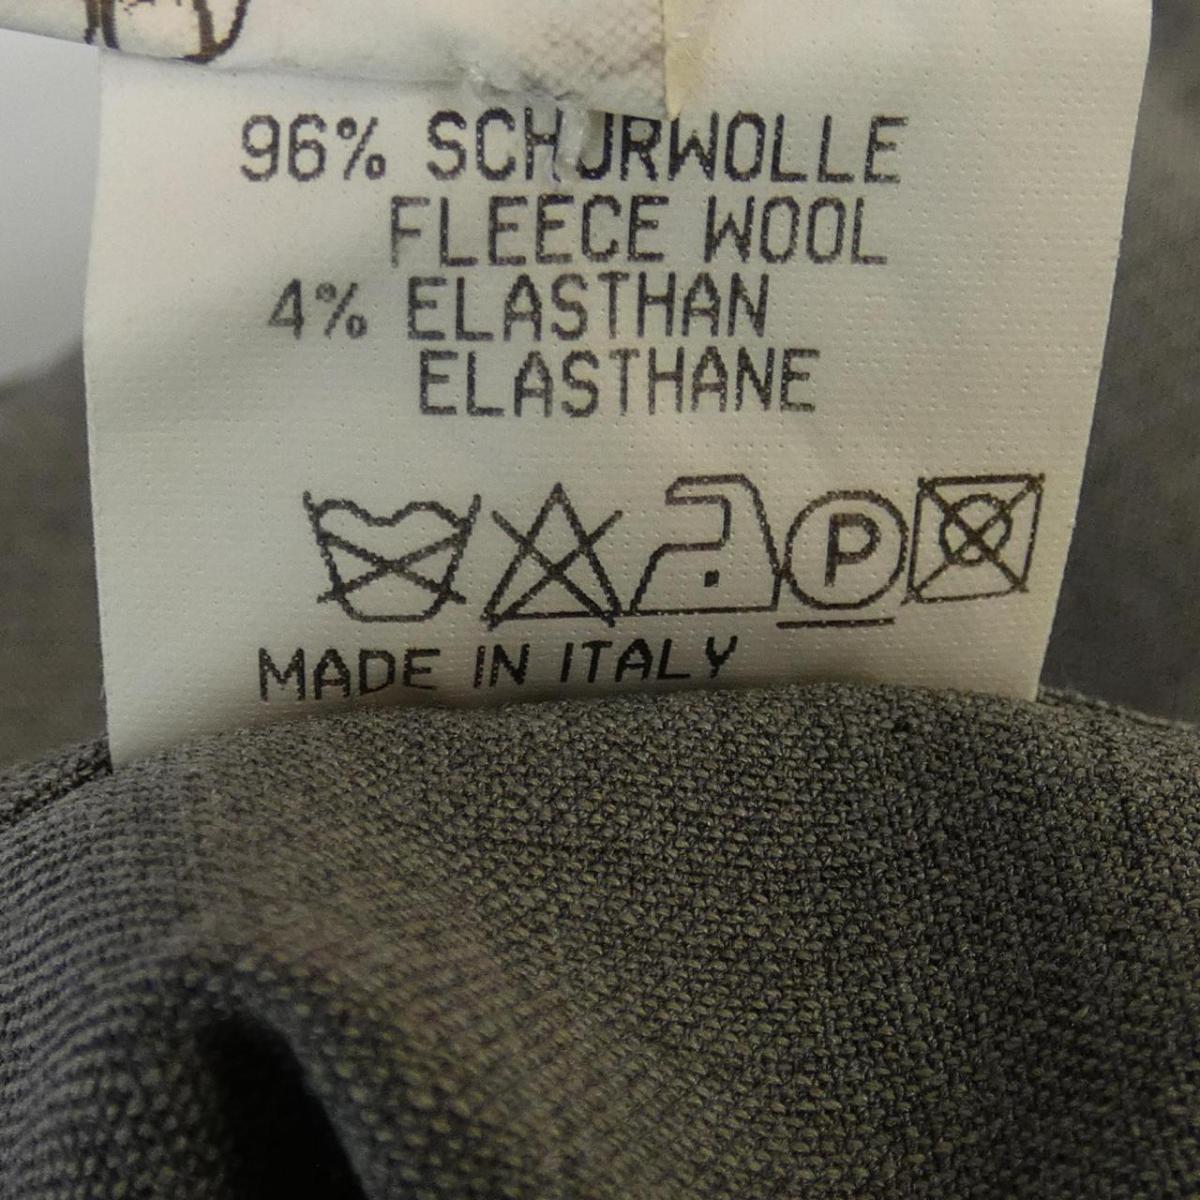 96% SCHURWOLLE
FLEECE WOOL
4% ELASTHAN
ELASTHANE
P
MADE IN ITALY